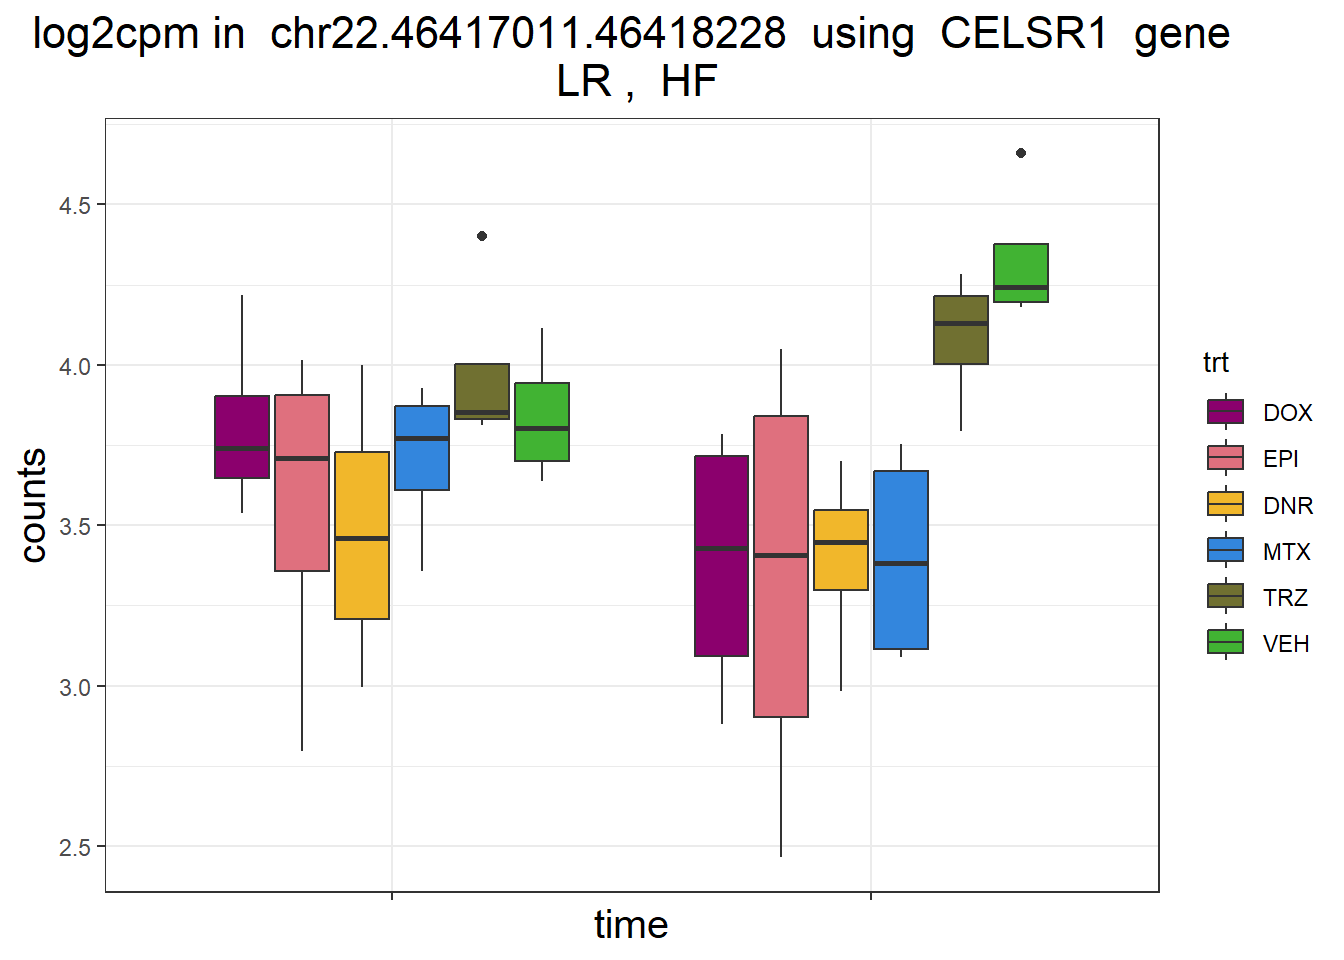 log2cpm in  chr22.46417011.46418228  using  CELSR1  gene
LR ,  HF
4.5
4.0
3.5
3.0
2.5
counts
time
trt
DOX
EPI
DNR
MTX
TRZ
VEH